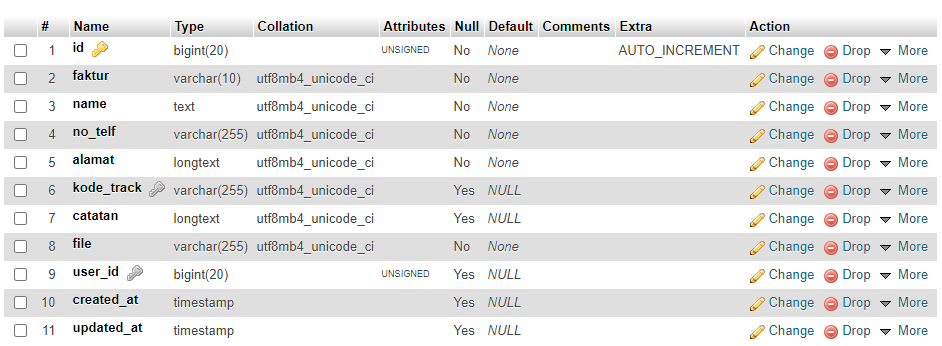 # Name Type Collation Attributes Null Default Comments Extra Action
1 id bigint(20) UNSIGNED No None AUTO_INCREMENT Change Drop More
2 faktur varchar(10) utf8mb4_unicode_ci No None Change Drop More
3 name text utf8mb4_unicode_ci No None Change Drop More
4 no_telf varchar(255) utf8mb4_unicode_ci No None Change Drop More
5 alamat longtext utf8mb4_unicode_ci No None Change Drop More
6 kode_track varchar(255) utf8mb4_unicode_ci Yes NULL Change Drop More
7 catatan longtext utf8mb4_unicode_ci Yes NULL Change Drop More
8 file varchar(255) utf8mb4_unicode_ci No None Change Drop More
9 user_id bigint(20) UNSIGNED Yes NULL Change Drop More
10 created_at timestamp Yes NULL Change Drop More
11 updated_at timestamp Yes NULL Change Drop More